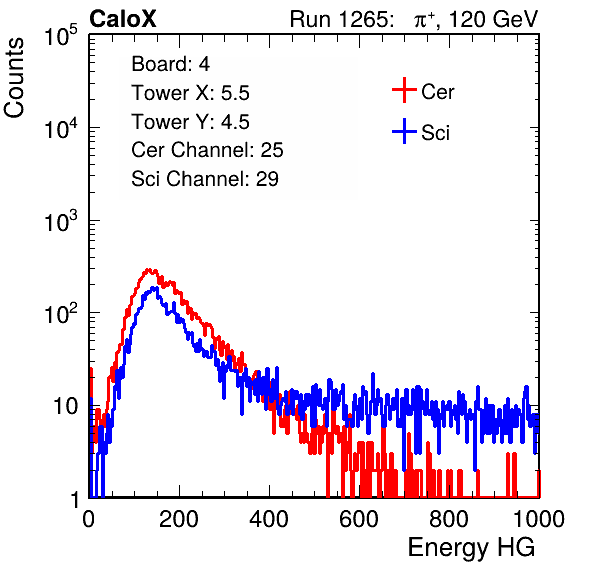 CaloX Run 1265: π⁺, 120 GeV
Counts
10⁵
10⁴
10³
10²
10
1
Board: 4
Tower X: 5.5
Tower Y: 4.5
Cer Channel: 25
Sci Channel: 29
Cer
Sci
0 200 400 600 800 1000
Energy HG